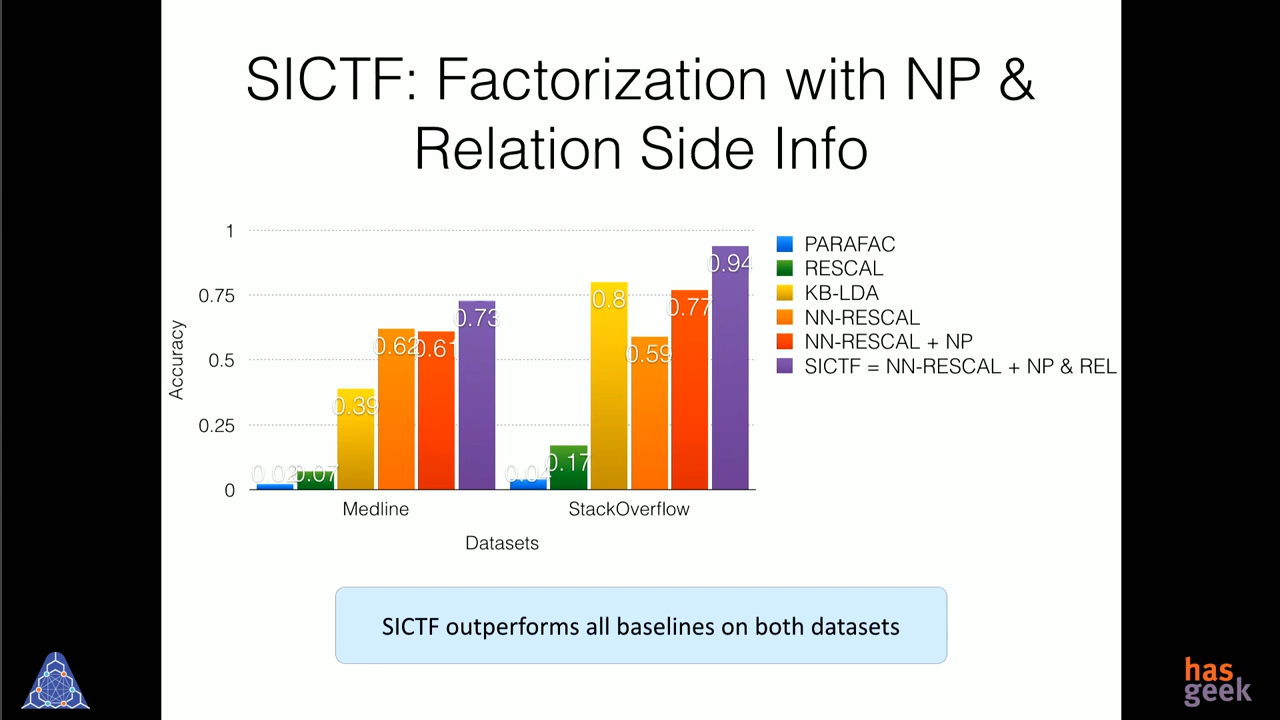 SICTF: Factorization with NP &
Relation Side Info
1
0.75
0.5
0.25
0
Accuracy
0.02
0.07
0.39
0.62
0.61
0.73
0.04
0.17
0.8
0.59
0.77
0.94
Medline
StackOverflow
Datasets
PARAFAC
RESCAL
KB-LDA
NN-RESCAL
NN-RESCAL + NP
SICTF = NN-RESCAL + NP & REL
SICTF outperforms all baselines on both datasets
has
geek